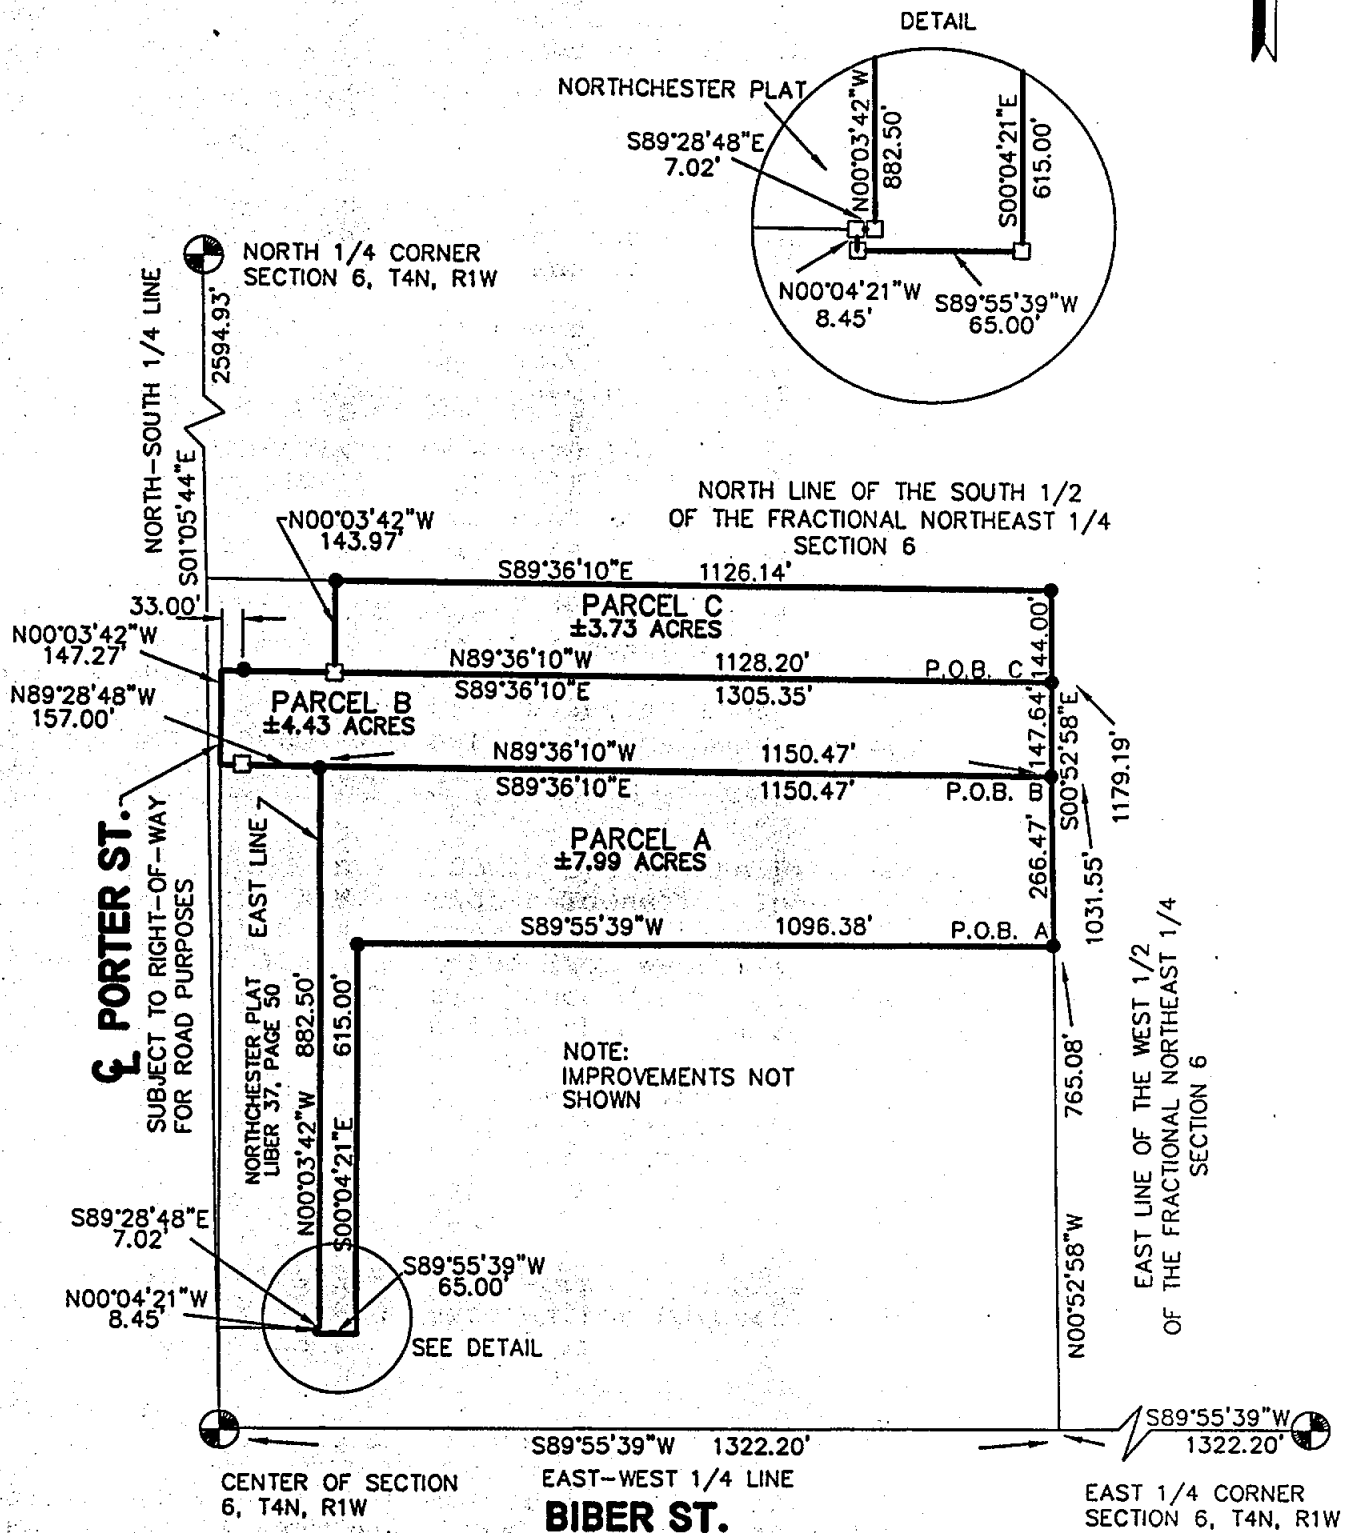 DETAIL
NORTHCHESTER PLAT
S89°28'48"E
7.02'
N00°03'42"W
882.50'
S00°04'21"E
615.00'
N00°04'21"W
8.45'
S89°55'39"W
65.00'
NORTH 1/4 CORNER
SECTION 6, T4N, R1W
NORTH-SOUTH 1/4 LINE
2594.93'
S01°05'44"E
NORTH LINE OF THE SOUTH 1/2
OF THE FRACTIONAL NORTHEAST 1/4
SECTION 6
N00°03'42"W
143.97'
S89°36'10"E 1126.14'
33.00'
PARCEL C
±3.73 ACRES
144.00'
N00°03'42"W
147.27'
N89°36'10"W 1128.20' P.O.B. C
S89°36'10"E 1305.35'
N89°28'48"W
157.00'
PARCEL B
±4.43 ACRES
147.64'
S00°52'58"E
1179.19'
N89°36'10"W 1150.47'
S89°36'10"E 1150.47' P.O.B. B
PARCEL A
±7.99 ACRES
266.47'
1031.55'
S89°55'39"W 1096.38' P.O.B. A
℄ PORTER ST.
SUBJECT TO RIGHT-OF-WAY
FOR ROAD PURPOSES
EAST LINE
NORTHCHESTER PLAT
LIBER 37, PAGE 50
N00°03'42"W 882.50'
S00°04'21"E 615.00'
NOTE:
IMPROVEMENTS NOT
SHOWN
765.08'
N00°52'58"W
EAST LINE OF THE WEST 1/2
OF THE FRACTIONAL NORTHEAST 1/4
SECTION 6
S89°28'48"E
7.02'
N00°04'21"W
8.45'
S89°55'39"W
65.00'
SEE DETAIL
S89°55'39"W 1322.20'
S89°55'39"W
1322.20'
CENTER OF SECTION
6, T4N, R1W
EAST-WEST 1/4 LINE
BIBER ST.
EAST 1/4 CORNER
SECTION 6, T4N, R1W